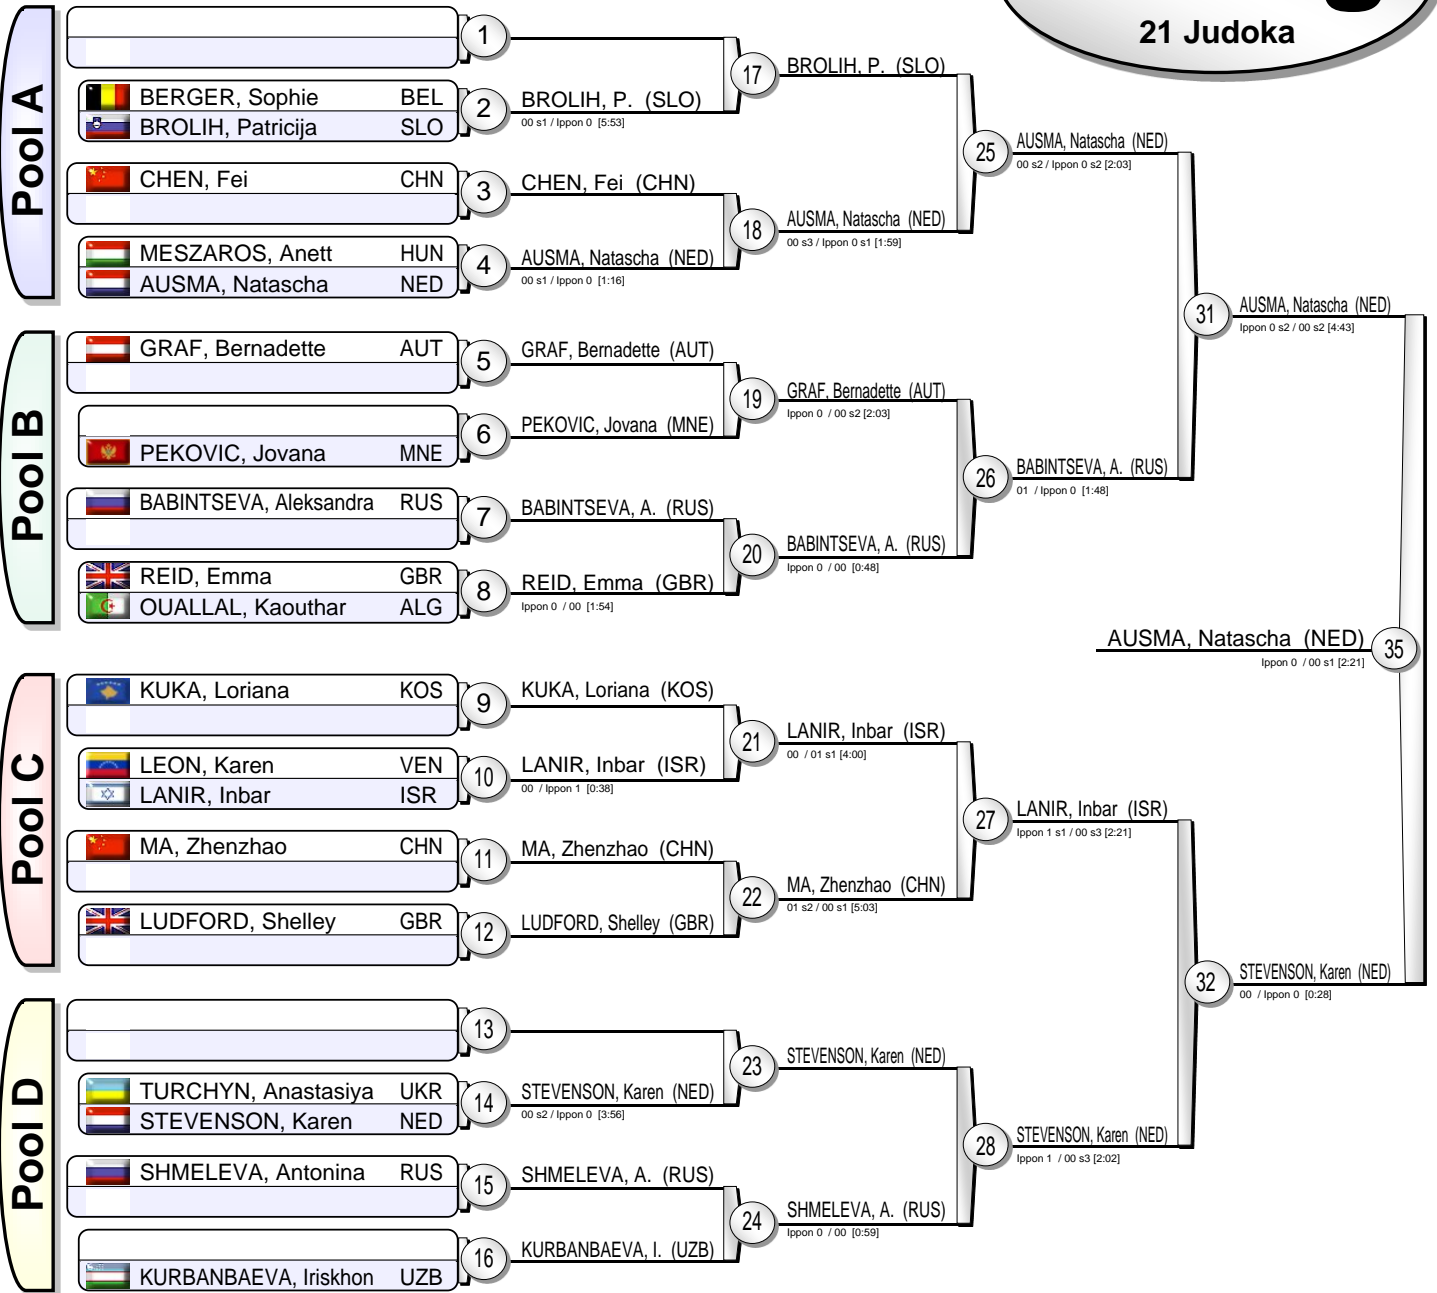 21 Judoka
Pool A
1
BERGER, Sophie BEL
BROLIH, Patricija SLO
2
BROLIH, P. (SLO)
00 s1 / Ippon 0 [5:53]
17
BROLIH, P. (SLO)
CHEN, Fei CHN
3
CHEN, Fei (CHN)
MESZAROS, Anett HUN
AUSMA, Natascha NED
4
AUSMA, Natascha (NED)
00 s1 / Ippon 0 [1:16]
18
AUSMA, Natascha (NED)
00 s3 / Ippon 0 s1 [1:59]
25
AUSMA, Natascha (NED)
00 s2 / Ippon 0 s2 [2:03]
Pool B
GRAF, Bernadette AUT
5
GRAF, Bernadette (AUT)
PEKOVIC, Jovana MNE
6
PEKOVIC, Jovana (MNE)
19
GRAF, Bernadette (AUT)
Ippon 0 / 00 s2 [2:03]
BABINTSEVA, Aleksandra RUS
7
BABINTSEVA, A. (RUS)
REID, Emma GBR
OUALLAL, Kaouthar ALG
8
REID, Emma (GBR)
Ippon 0 / 00 [1:54]
20
BABINTSEVA, A. (RUS)
Ippon 0 / 00 [0:48]
26
BABINTSEVA, A. (RUS)
01 / Ippon 0 [1:48]
31
AUSMA, Natascha (NED)
Ippon 0 s2 / 00 s2 [4:43]
AUSMA, Natascha (NED)
35
Ippon 0 / 00 s1 [2:21]
Pool C
KUKA, Loriana KOS
9
KUKA, Loriana (KOS)
LEON, Karen VEN
LANIR, Inbar ISR
10
LANIR, Inbar (ISR)
00 / Ippon 1 [0:38]
21
LANIR, Inbar (ISR)
00 / 01 s1 [4:00]
MA, Zhenzhao CHN
11
MA, Zhenzhao (CHN)
LUDFORD, Shelley GBR
12
LUDFORD, Shelley (GBR)
22
MA, Zhenzhao (CHN)
01 s2 / 00 s1 [5:03]
27
LANIR, Inbar (ISR)
Ippon 1 s1 / 00 s3 [2:21]
Pool D
13
TURCHYN, Anastasiya UKR
STEVENSON, Karen NED
14
STEVENSON, Karen (NED)
00 s2 / Ippon 0 [3:56]
23
STEVENSON, Karen (NED)
SHMELEVA, Antonina RUS
15
SHMELEVA, A. (RUS)
KURBANBAEVA, Iriskhon UZB
16
KURBANBAEVA, I. (UZB)
24
SHMELEVA, A. (RUS)
Ippon 0 / 00 [0:59]
28
STEVENSON, Karen (NED)
Ippon 1 / 00 s3 [2:02]
32
STEVENSON, Karen (NED)
00 / Ippon 0 [0:28]